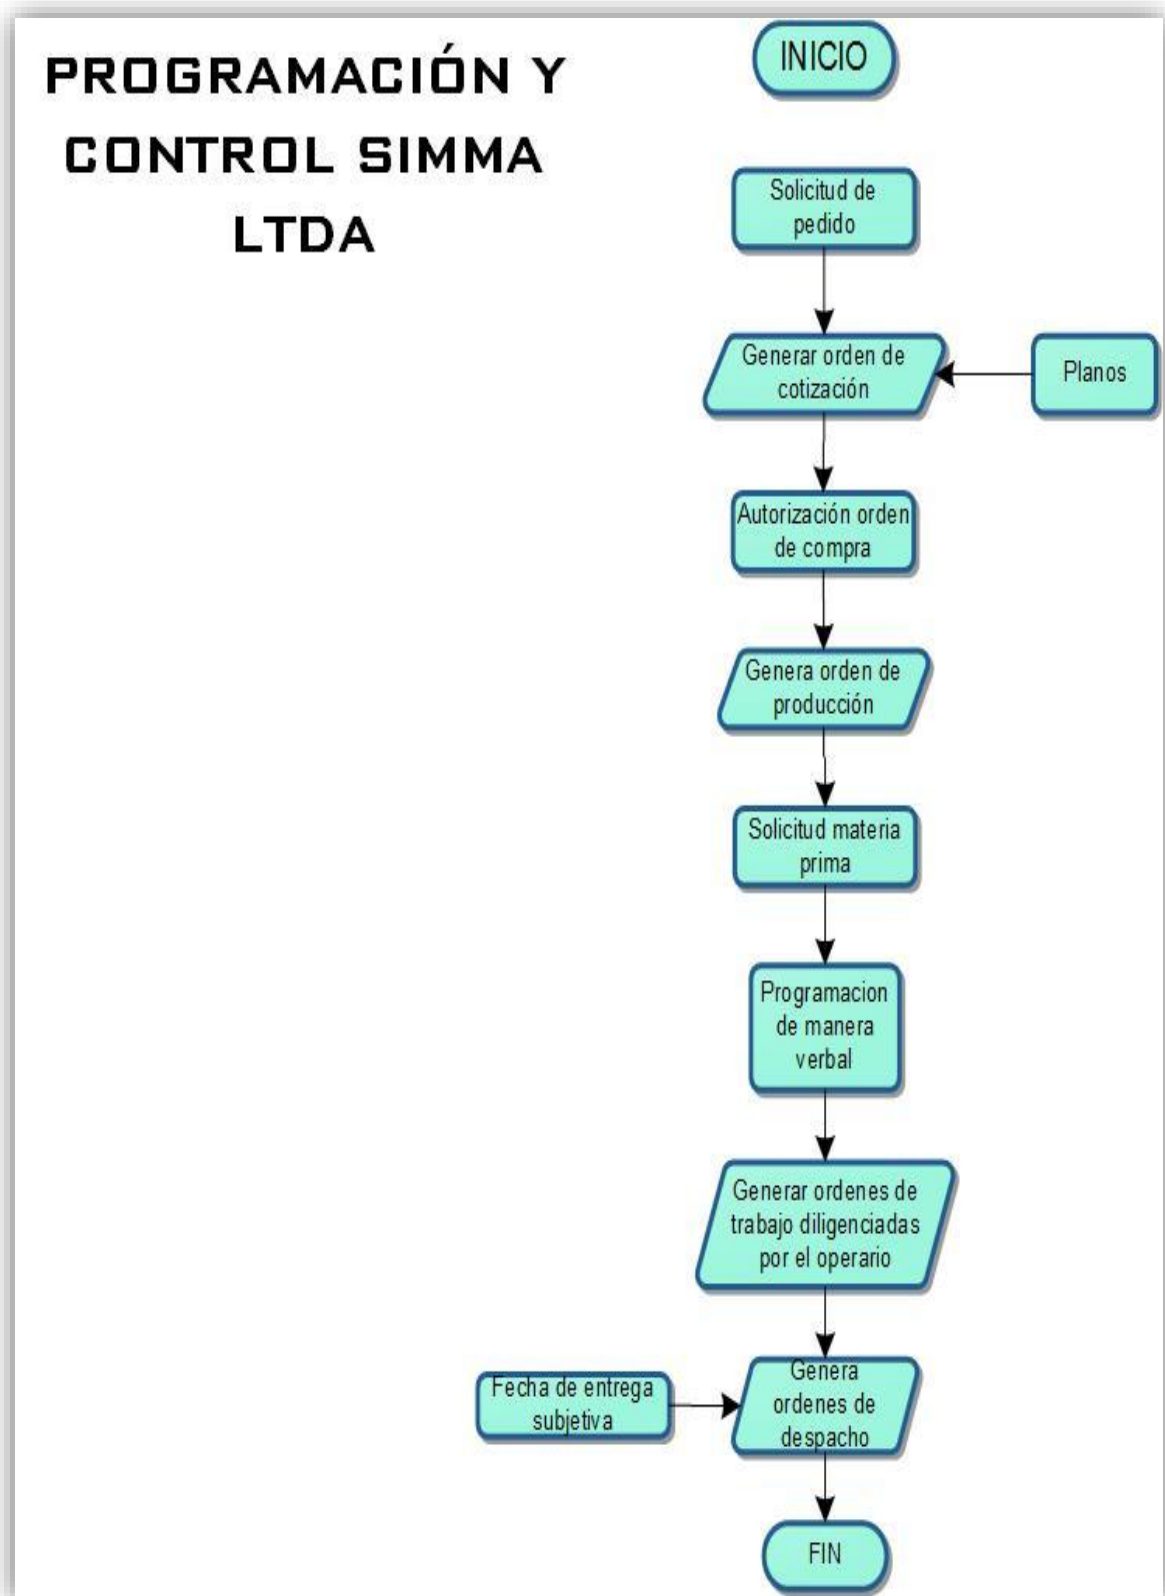 PROGRAMACIÓN Y
CONTROL SIMMA
LTDA
INICIO
Solicitud de
pedido
Generar orden de
cotización
Planos
Autorización orden
de compra
Genera orden de
producción
Solicitud materia
prima
Programacion
de manera
verbal
Generar ordenes de
trabajo diligenciadas
por el operario
Fecha de entrega
subjetiva
Genera
ordenes de
despacho
FIN